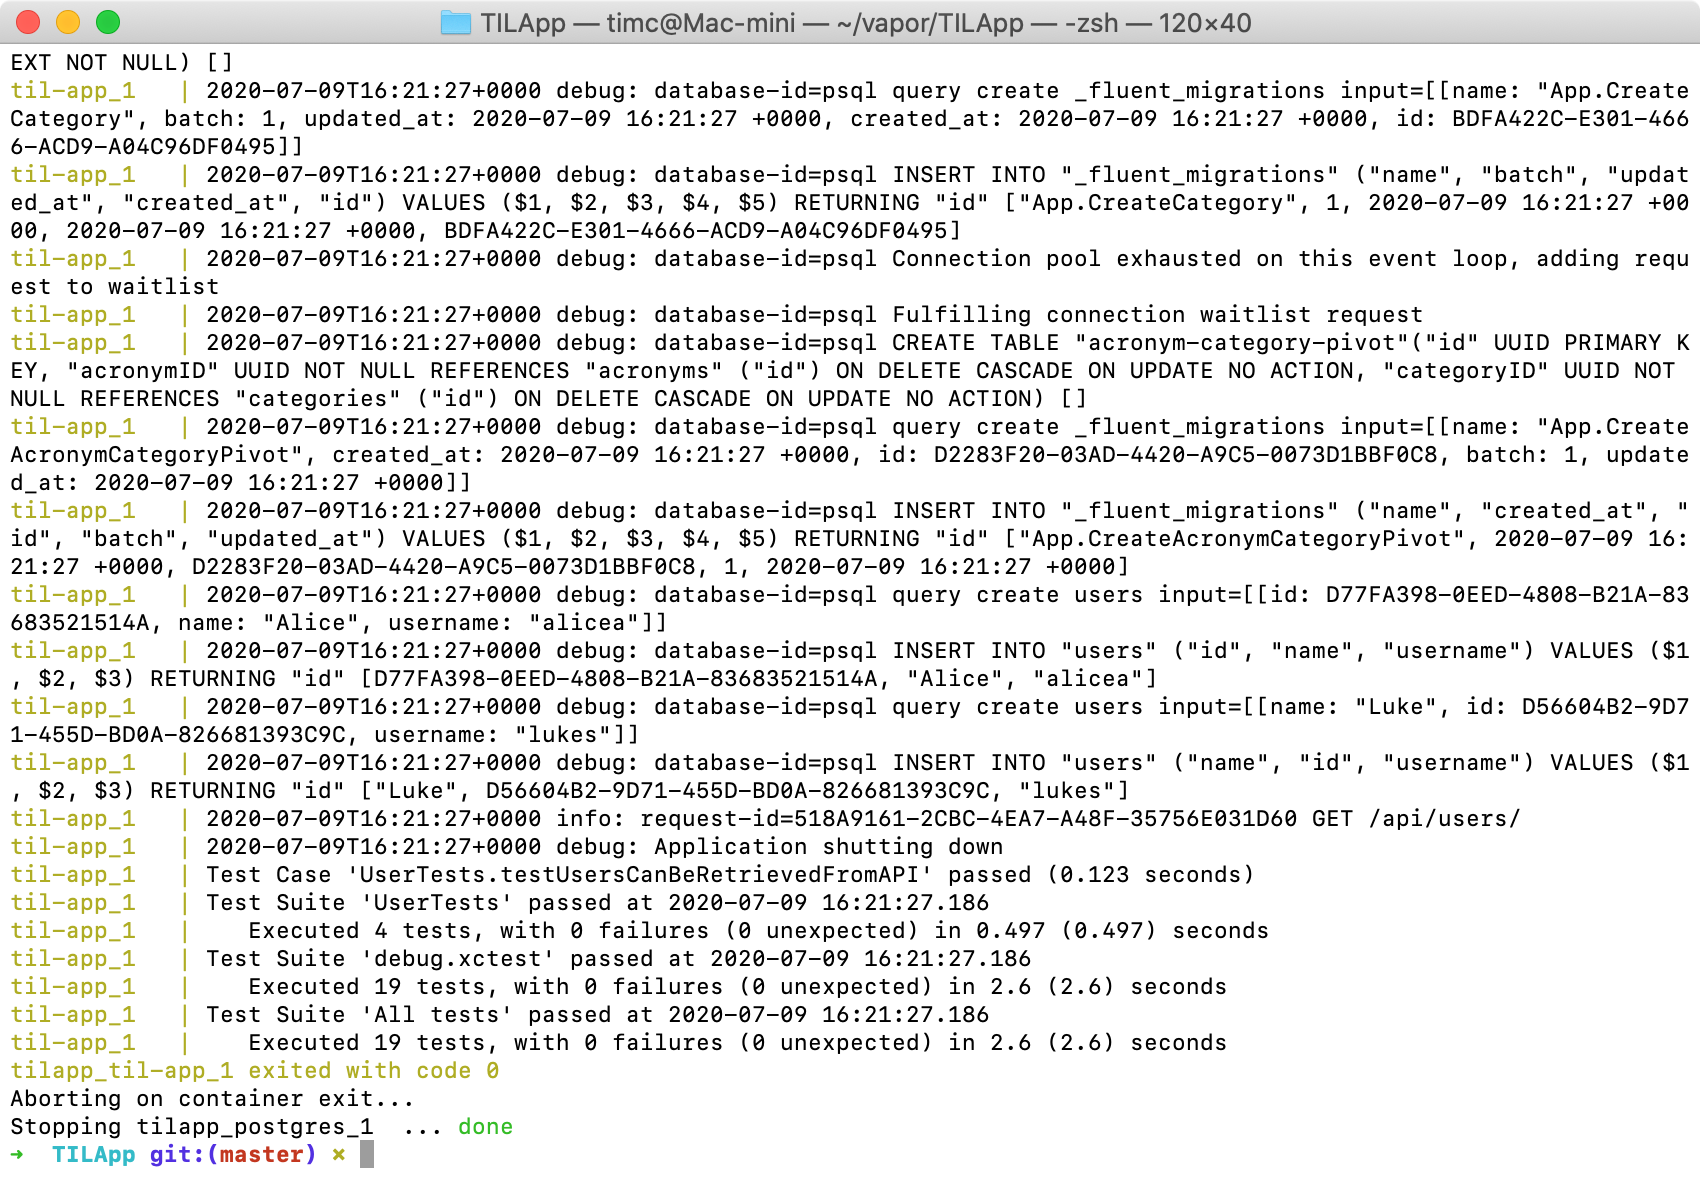 TILApp — timc@Mac-mini — ~/vapor/TILApp — -zsh — 120×40
EXT NOT NULL) []
til-app_1   | 2020-07-09T16:21:27+0000 debug: database-id=psql query create _fluent_migrations input=[[name: "App.Create
Category", batch: 1, updated_at: 2020-07-09 16:21:27 +0000, created_at: 2020-07-09 16:21:27 +0000, id: BDFA422C-E301-466
6-ACD9-A04C96DF0495]]
til-app_1   | 2020-07-09T16:21:27+0000 debug: database-id=psql INSERT INTO "_fluent_migrations" ("name", "batch", "updat
ed_at", "created_at", "id") VALUES ($1, $2, $3, $4, $5) RETURNING "id" ["App.CreateCategory", 1, 2020-07-09 16:21:27 +00
00, 2020-07-09 16:21:27 +0000, BDFA422C-E301-4666-ACD9-A04C96DF0495]
til-app_1   | 2020-07-09T16:21:27+0000 debug: database-id=psql Connection pool exhausted on this event loop, adding requ
est to waitlist
til-app_1   | 2020-07-09T16:21:27+0000 debug: database-id=psql Fulfilling connection waitlist request
til-app_1   | 2020-07-09T16:21:27+0000 debug: database-id=psql CREATE TABLE "acronym-category-pivot"("id" UUID PRIMARY K
EY, "acronymID" UUID NOT NULL REFERENCES "acronyms" ("id") ON DELETE CASCADE ON UPDATE NO ACTION, "categoryID" UUID NOT
NULL REFERENCES "categories" ("id") ON DELETE CASCADE ON UPDATE NO ACTION) []
til-app_1   | 2020-07-09T16:21:27+0000 debug: database-id=psql query create _fluent_migrations input=[[name: "App.Create
AcronymCategoryPivot", created_at: 2020-07-09 16:21:27 +0000, id: D2283F20-03AD-4420-A9C5-0073D1BBF0C8, batch: 1, update
d_at: 2020-07-09 16:21:27 +0000]]
til-app_1   | 2020-07-09T16:21:27+0000 debug: database-id=psql INSERT INTO "_fluent_migrations" ("name", "created_at", "
id", "batch", "updated_at") VALUES ($1, $2, $3, $4, $5) RETURNING "id" ["App.CreateAcronymCategoryPivot", 2020-07-09 16:
21:27 +0000, D2283F20-03AD-4420-A9C5-0073D1BBF0C8, 1, 2020-07-09 16:21:27 +0000]
til-app_1   | 2020-07-09T16:21:27+0000 debug: database-id=psql query create users input=[[id: D77FA398-0EED-4808-B21A-83
683521514A, name: "Alice", username: "alicea"]]
til-app_1   | 2020-07-09T16:21:27+0000 debug: database-id=psql INSERT INTO "users" ("id", "name", "username") VALUES ($1
, $2, $3) RETURNING "id" [D77FA398-0EED-4808-B21A-83683521514A, "Alice", "alicea"]
til-app_1   | 2020-07-09T16:21:27+0000 debug: database-id=psql query create users input=[[name: "Luke", id: D56604B2-9D7
1-455D-BD0A-826681393C9C, username: "lukes"]]
til-app_1   | 2020-07-09T16:21:27+0000 debug: database-id=psql INSERT INTO "users" ("name", "id", "username") VALUES ($1
, $2, $3) RETURNING "id" ["Luke", D56604B2-9D71-455D-BD0A-826681393C9C, "lukes"]
til-app_1   | 2020-07-09T16:21:27+0000 info: request-id=518A9161-2CBC-4EA7-A48F-35756E031D60 GET /api/users/
til-app_1   | 2020-07-09T16:21:27+0000 debug: Application shutting down
til-app_1   | Test Case 'UserTests.testUsersCanBeRetrievedFromAPI' passed (0.123 seconds)
til-app_1   | Test Suite 'UserTests' passed at 2020-07-09 16:21:27.186
til-app_1   |    Executed 4 tests, with 0 failures (0 unexpected) in 0.497 (0.497) seconds
til-app_1   | Test Suite 'debug.xctest' passed at 2020-07-09 16:21:27.186
til-app_1   |    Executed 19 tests, with 0 failures (0 unexpected) in 2.6 (2.6) seconds
til-app_1   | Test Suite 'All tests' passed at 2020-07-09 16:21:27.186
til-app_1   |    Executed 19 tests, with 0 failures (0 unexpected) in 2.6 (2.6) seconds
tilapp_til-app_1 exited with code 0
Aborting on container exit...
Stopping tilapp_postgres_1  ... done
➜  TILApp git:(master) ✗